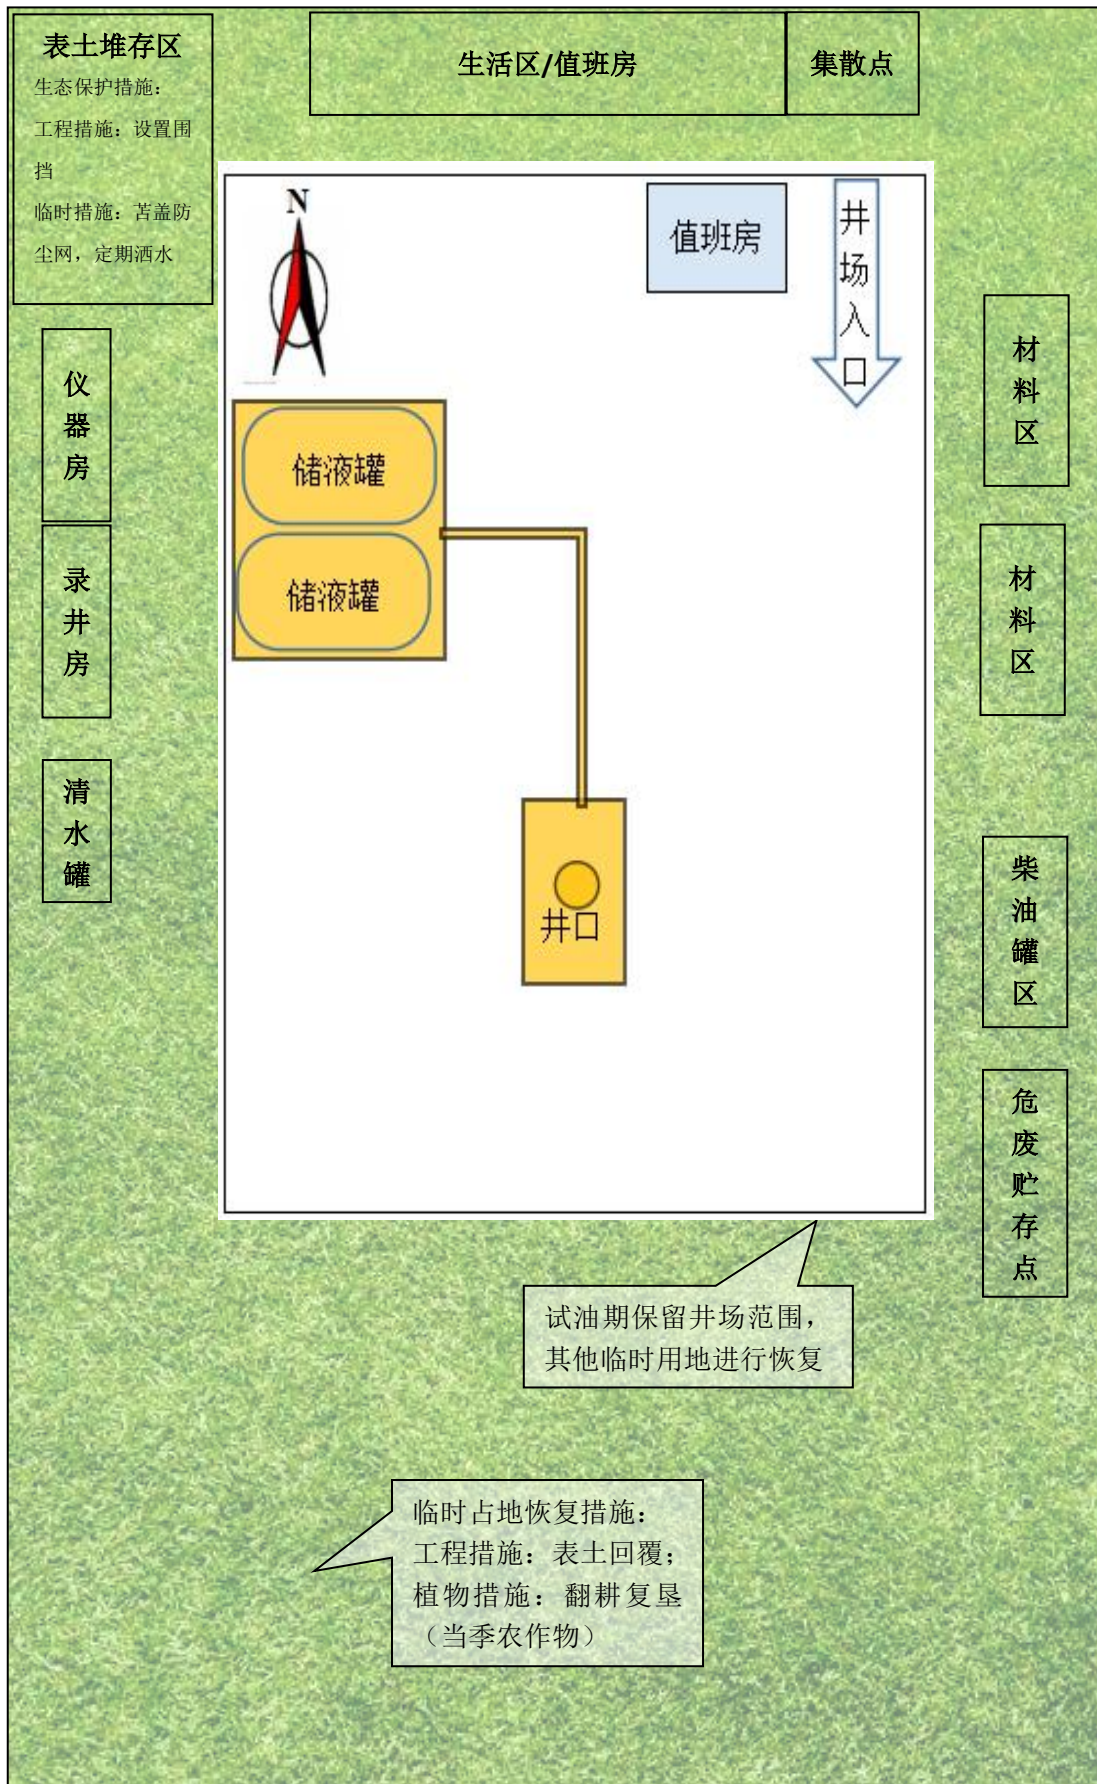 表土堆存区
生态保护措施：
工程措施：设置围
挡
临时措施：苫盖防
尘网，定期洒水
生活区/值班房
集散点
N
值班房
井场入口
仪器房
录井房
清水罐
储液罐
储液罐
井口
材料区
材料区
柴油罐区
危废贮存点
试油期保留井场范围，
其他临时用地进行恢复
临时占地恢复措施：
工程措施：表土回覆；
植物措施：翻耕复垦
（当季农作物）